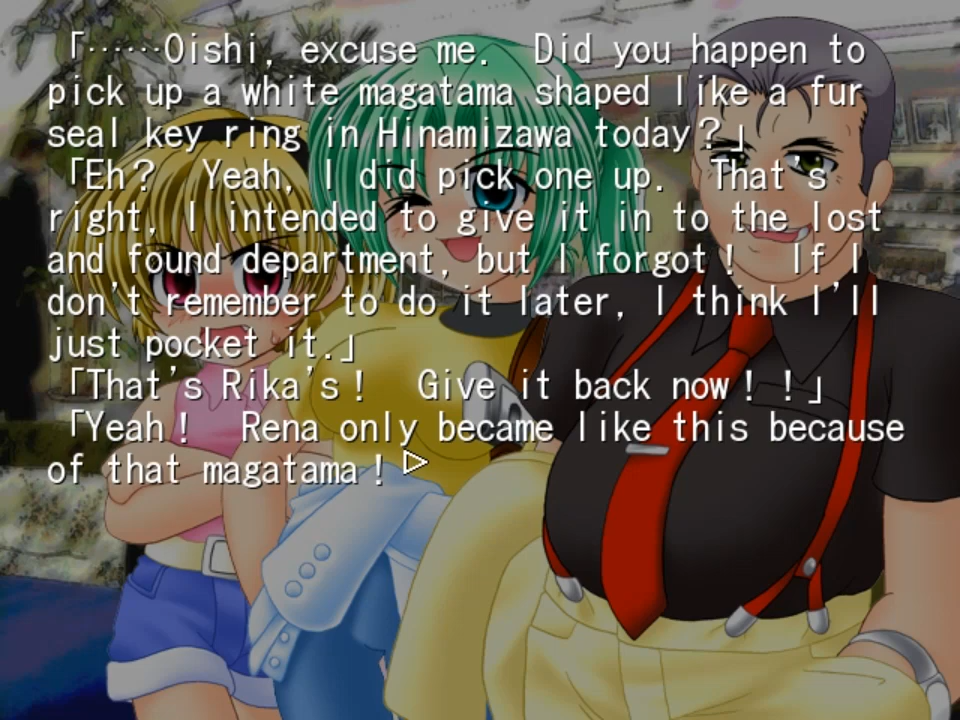 「……Oishi, excuse me.  Did you happen to
pick up a white magatama shaped like a fur
seal key ring in Hinamizawa today?」
「Eh?  Yeah, I did pick one up.  That's
right, I intended to give it in to the lost
and found department, but I forgot!  If I
don't remember to do it later, I think I'll
just pocket it.」
「That's Rika's!  Give it back now!!」
「Yeah!  Rena only became like this because
of that magatama!